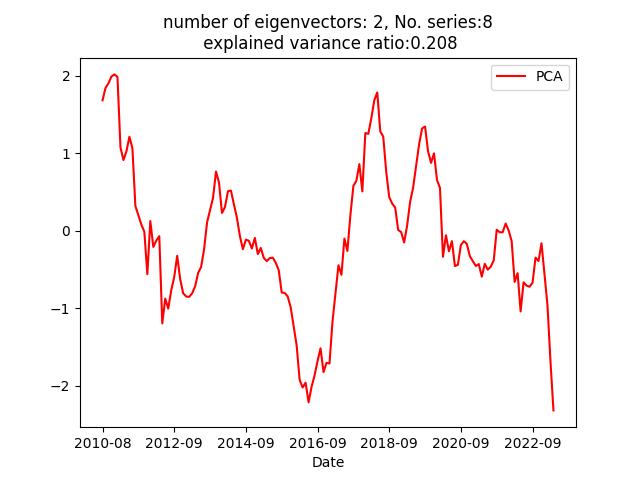 number of eigenvectors: 2, No. series:8
explained variance ratio:0.208
PCA
2
1
0
−1
−2
2010-08 2012-09 2014-09 2016-09 2018-09 2020-09 2022-09
Date